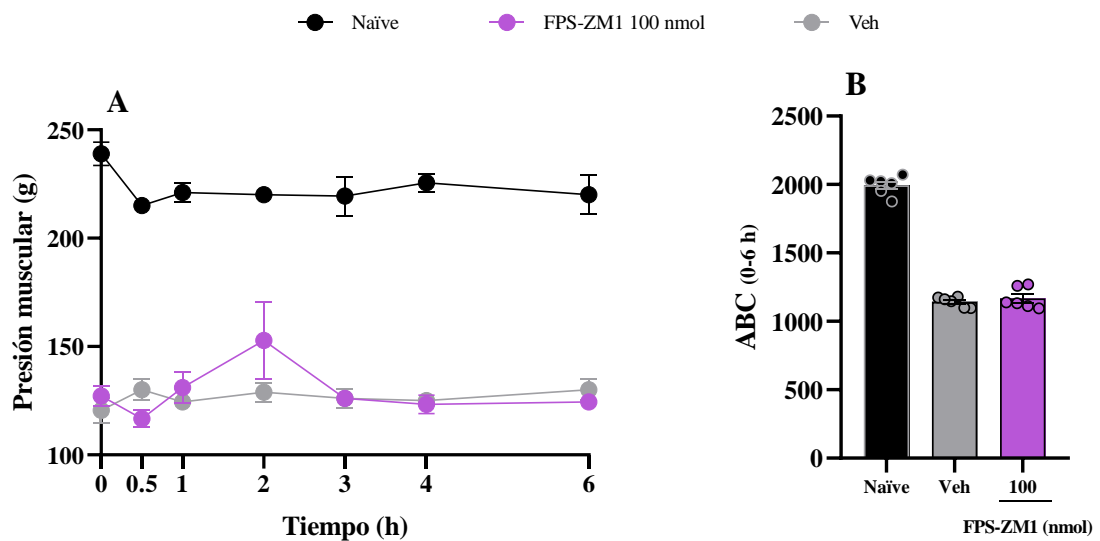 Naïve
FPS-ZM1 100 nmol
Veh
A
Presión muscular (g)
250
200
150
100
0
0.5
1
2
3
4
6
Tiempo (h)
B
ABC (0-6 h)
2500
2000
1500
1000
500
0
Naïve
Veh
100
FPS-ZM1 (nmol)